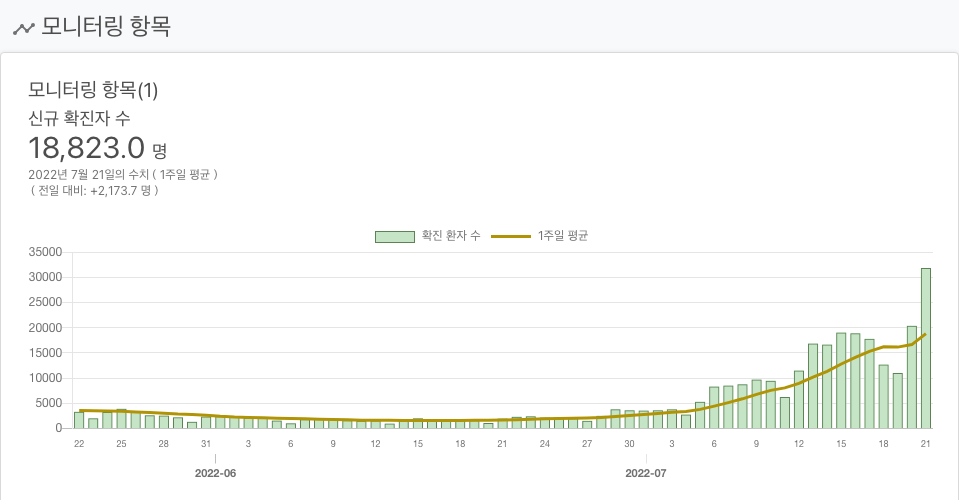 모니터링 항목
모니터링 항목(1)
신규 확진자 수
18,823.0 명
2022년 7월 21일의 수치 ( 1주일 평균 )
( 전일 대비: +2,173.7 명 )
확진 환자 수 1주일 평균
35000
30000
25000
20000
15000
10000
5000
0
22 25 28 31 3 6 9 12 15 18 21 24 27 30 3 6 9 12 15 18 21
2022-06 2022-07